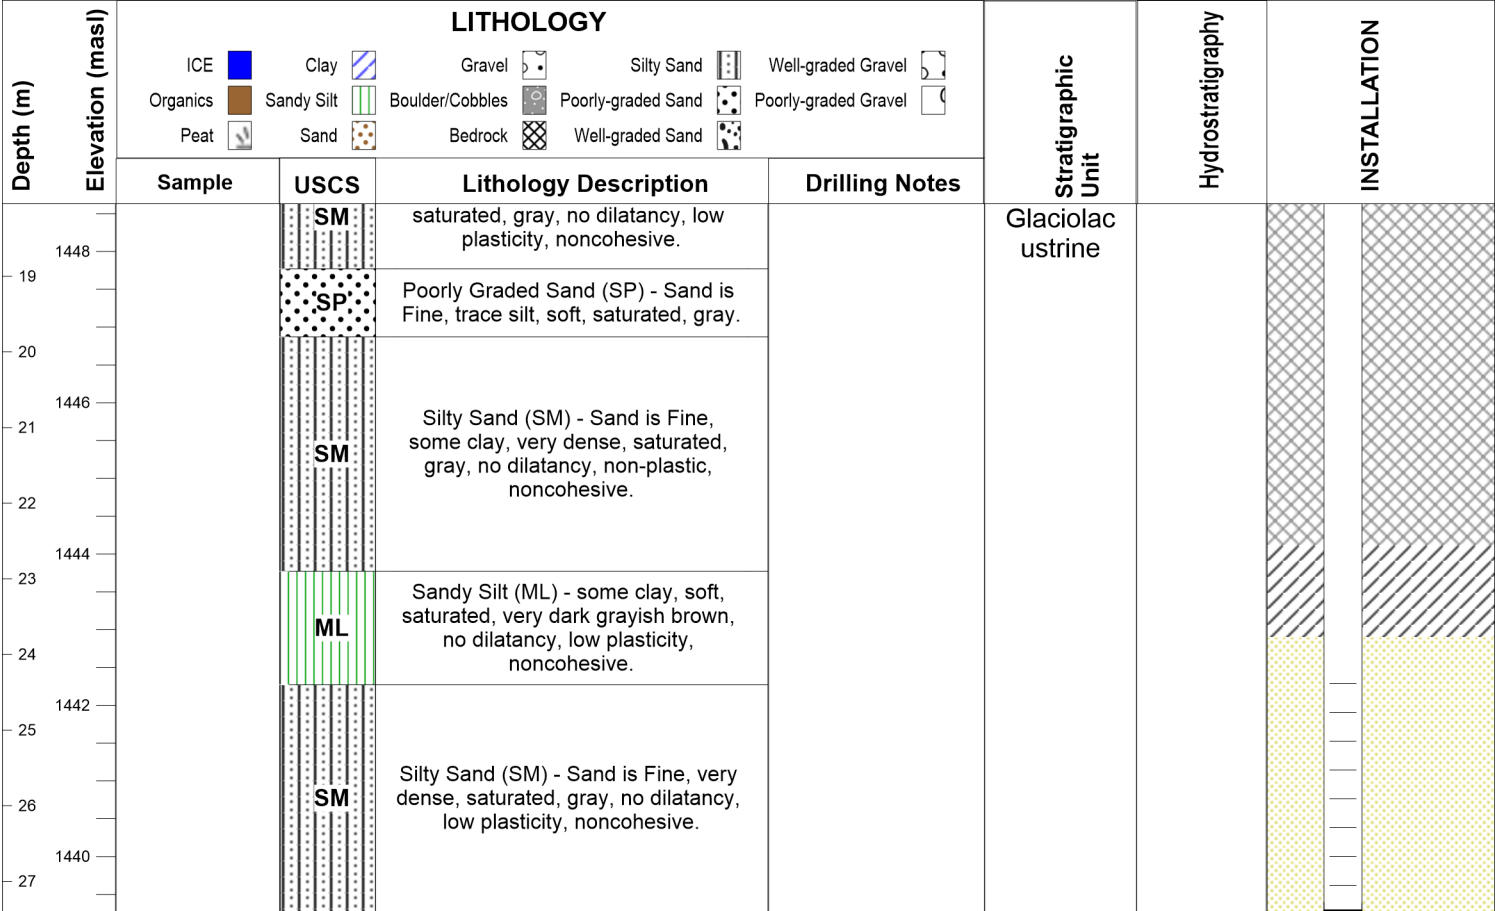 LITHOLOGY
ICE Clay Gravel Silty Sand Well-graded Gravel
Organics Sandy Silt Boulder/Cobbles Poorly-graded Sand Poorly-graded Gravel
Peat Sand Bedrock Well-graded Sand
Depth (m)
Elevation (masl)
Sample
USCS
Lithology Description
Drilling Notes
Stratigraphic
Unit
Hydrostratigraphy
INSTALLATION
SM
saturated, gray, no dilatancy, low
plasticity, noncohesive.
Glaciolac
ustrine
1448
19
SP
Poorly Graded Sand (SP) - Sand is
Fine, trace silt, soft, saturated, gray.
20
1446
21
SM
Silty Sand (SM) - Sand is Fine,
some clay, very dense, saturated,
gray, no dilatancy, non-plastic,
noncohesive.
22
1444
23
ML
Sandy Silt (ML) - some clay, soft,
saturated, very dark grayish brown,
no dilatancy, low plasticity,
noncohesive.
24
1442
25
SM
Silty Sand (SM) - Sand is Fine, very
dense, saturated, gray, no dilatancy,
low plasticity, noncohesive.
26
1440
27